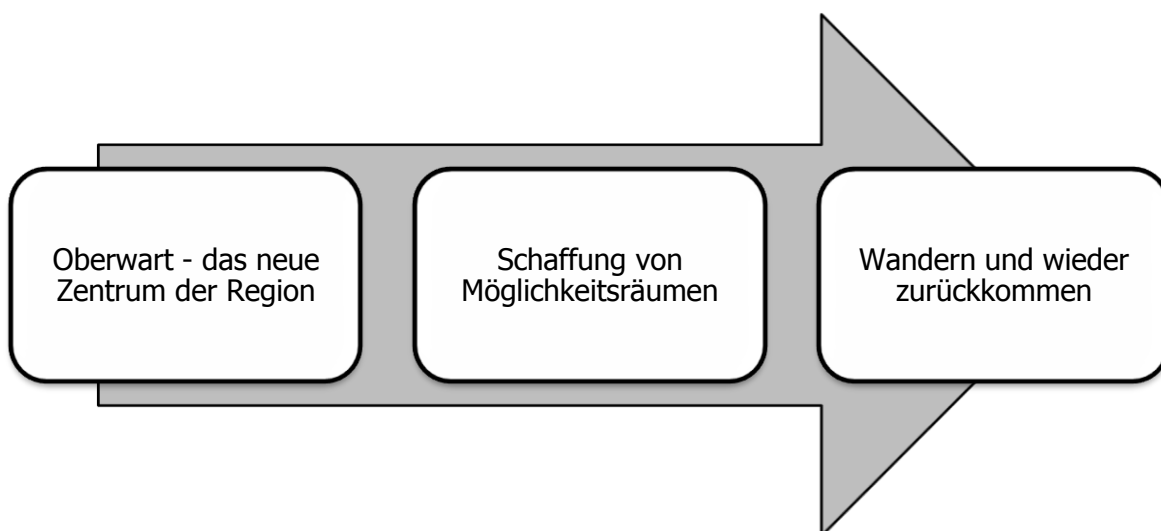 Oberwart - das neue
Zentrum der Region
Schaffung von
Möglichkeitsräumen
Wandern und wieder
zurückkommen